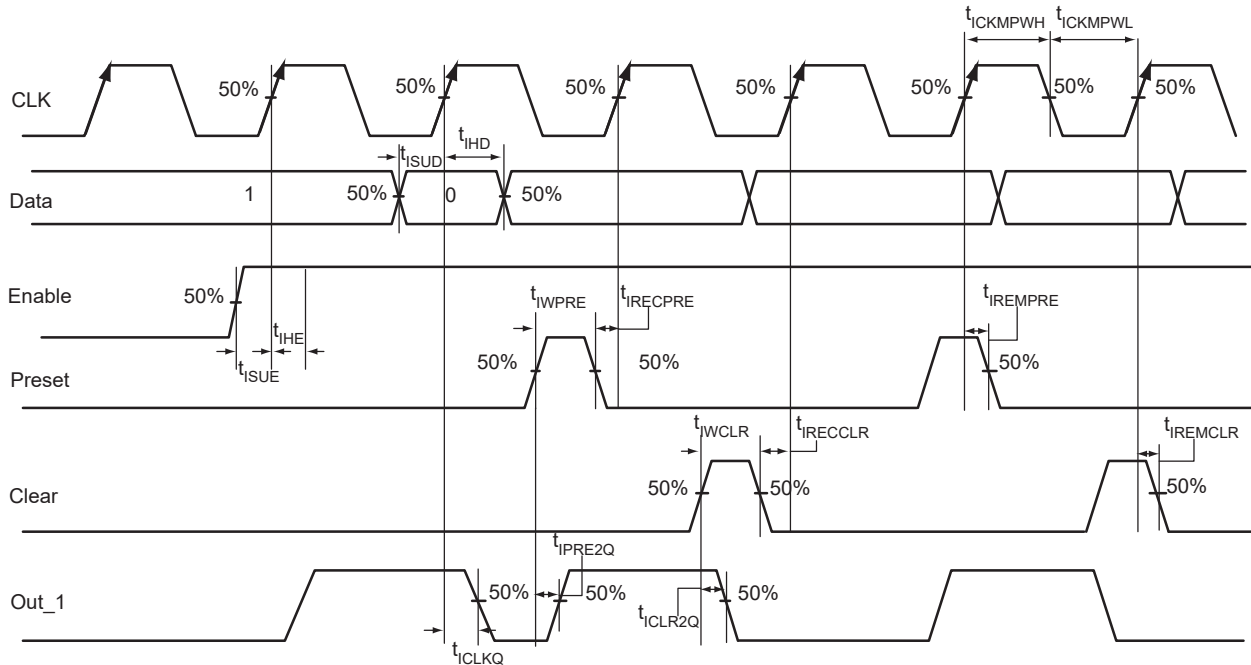 tICKMPWH tICKMPWL
CLK 50% 50% 50% 50% 50% 50% 50%
tISUD tIHD
Data 1 50% 0 50%
Enable 50%
tIHE
tISUE
tIWPRE tIRECPRE tIREMPRE
Preset 50% 50% 50%
tIWCLR tIRECCLR tIREMCLR
Clear 50% 50% 50%
tIPRE2Q
Out_1 50% 50% 50%
tICLR2Q
tICLKQ